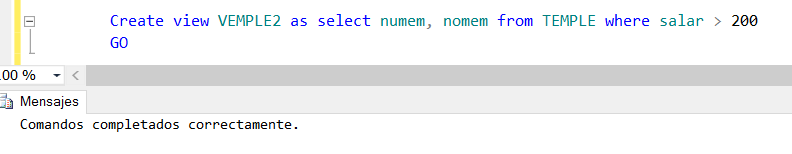 Create view VEMPLE2 as select numem, nomem from TEMPLE where salar > 200
GO
.00 %
Mensajes
Comandos completados correctamente.